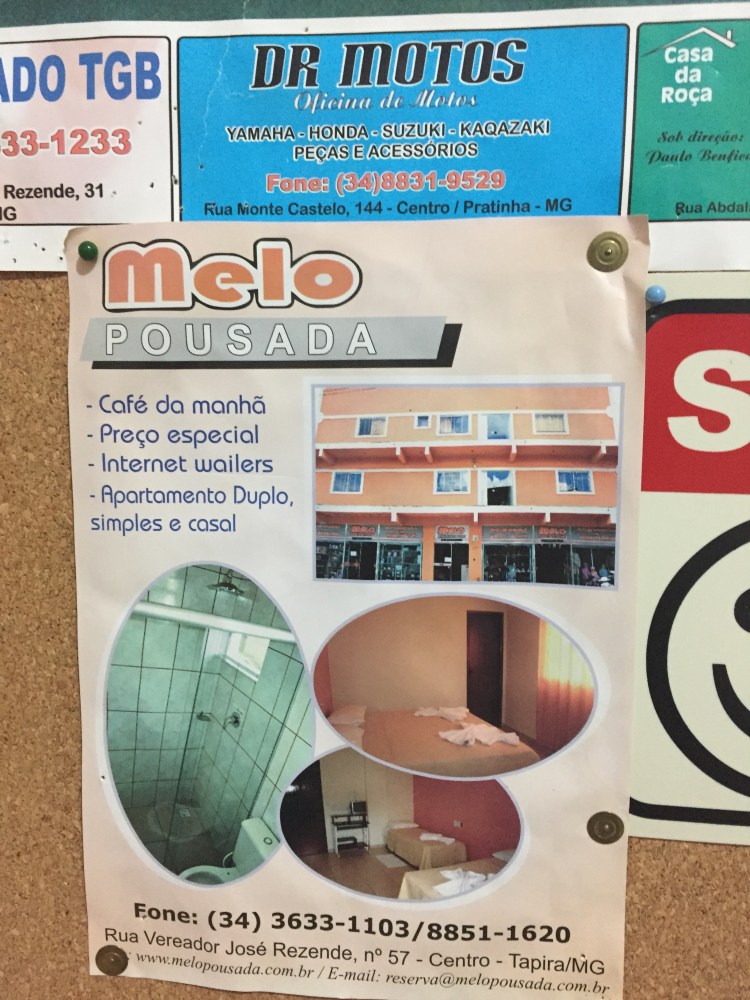 ADO TGB
33-1233
Rezende, 31
MG
DR MOTOS
Oficina de Motos
YAMAHA - HONDA - SUZUKI - KAQAZAKI
PEÇAS E ACESSÓRIOS
Fone: (34)8831-9529
Rua Monte Castelo, 144 - Centro / Pratinha - MG
Casa
da
Roça
Sob direção:
Paulo Benfica
Rua Abdal
Melo
POUSADA
- Café da manhã
- Preço especial
- Internet wailers
- Apartamento Duplo,
simples e casal
MELO
MELO
Fone: (34) 3633-1103/8851-1620
Rua Vereador José Rezende, nº 57 - Centro - Tapira/MG
www.melopousada.com.br / E-mail: reserva@melopousada.com.br
S